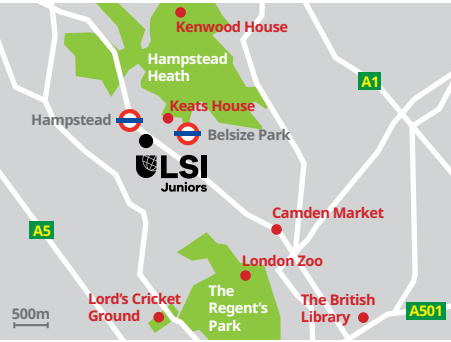 Kenwood House
Hampstead
Heath
A1
Keats House
Hampstead
Belsize Park
ULSI
Juniors
Camden Market
A5
London Zoo
The
Regent's
Park
Lord's Cricket
Ground
The British
Library
A501
500m